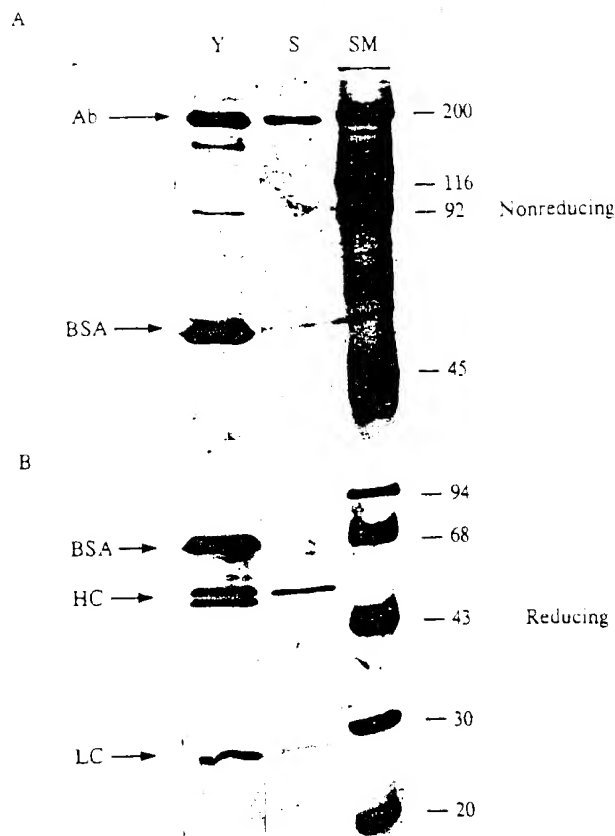 A
Y S SM
Ab
200
116
92 Nonreducing
BSA
45
B
94
BSA
68
HC
43 Reducing
30
LC
20